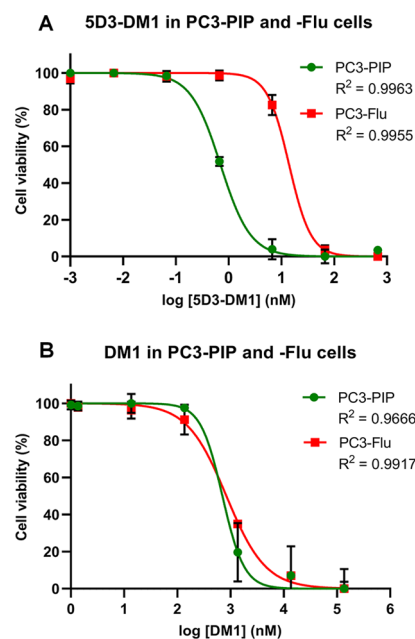 A
5D3-DM1 in PC3-PIP and -Flu cells
PC3-PIP
R² = 0.9963
PC3-Flu
R² = 0.9955
Cell viability (%)
100
80
60
40
20
0
-3 -2 -1 0 1 2 3
log [5D3-DM1] (nM)
B
DM1 in PC3-PIP and -Flu cells
PC3-PIP
R² = 0.9666
PC3-Flu
R² = 0.9917
Cell viability (%)
100
80
60
40
20
0
0 1 2 3 4 5 6
log [DM1] (nM)